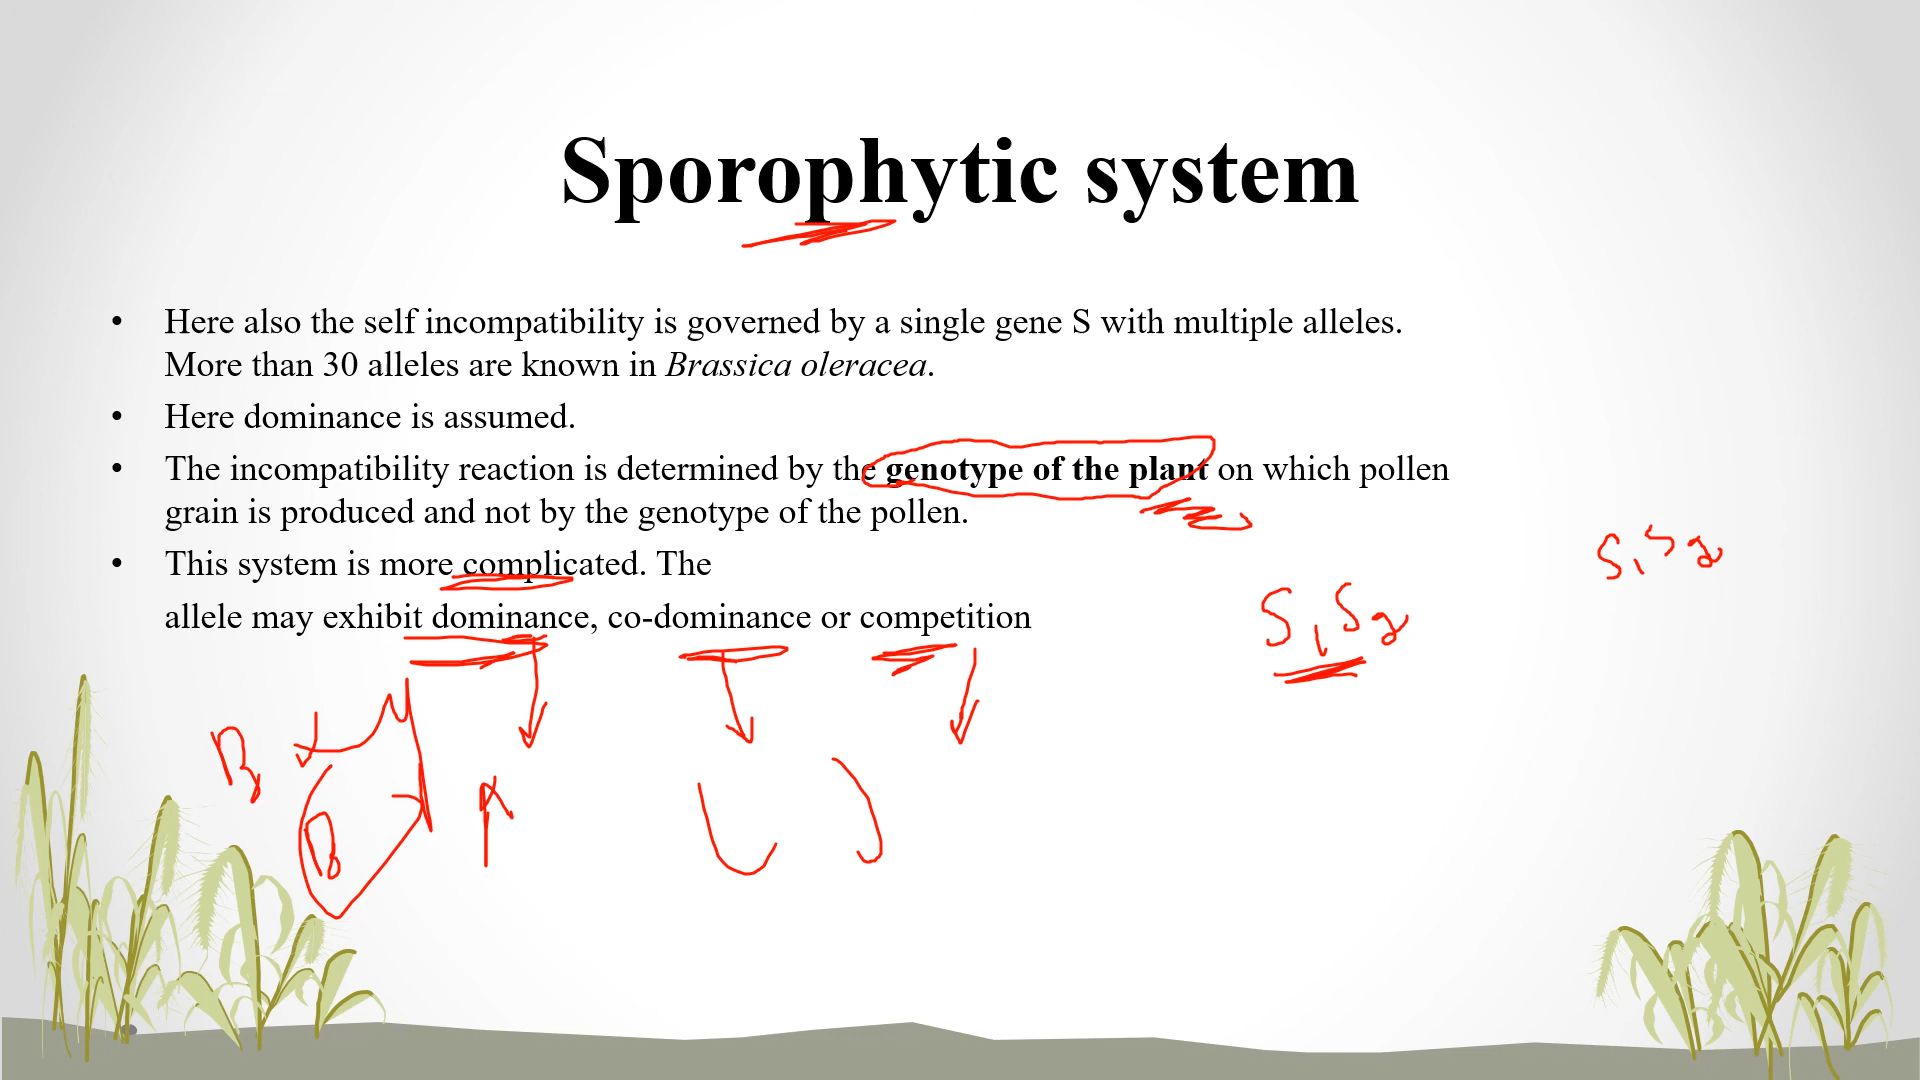 Sporophytic system
• Here also the self incompatibility is governed by a single gene S with multiple alleles.
More than 30 alleles are known in Brassica oleracea.
• Here dominance is assumed.
• The incompatibility reaction is determined by the genotype of the plant on which pollen
grain is produced and not by the genotype of the pollen.
• This system is more complicated. The
allele may exhibit dominance, co-dominance or competition
S1S2
S1S2